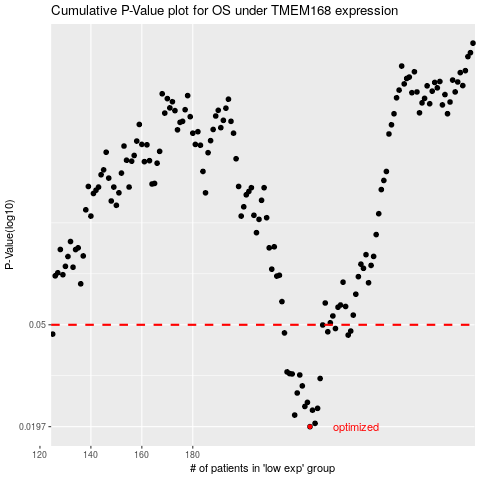 Cumulative P-Value plot for OS under TMEM168 expression
P-Value(log10)
0.05
0.0197
optimized
120 140 160 180
# of patients in 'low exp' group